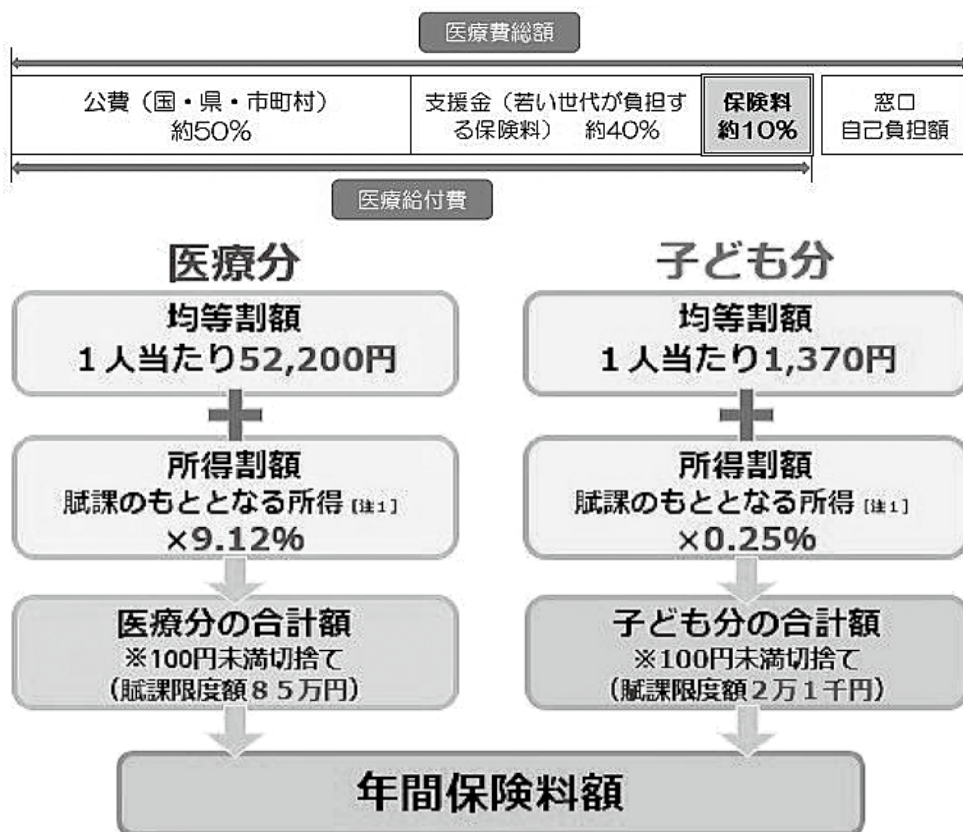 医療費総額
公費（国・県・市町村）
約50%
支援金（若い世代が負担す
る保険料）　約40%
保険料
約10%
窓口
自己負担額
医療給付費
医療分
均等割額
１人当たり52,200円
所得割額
賦課のもととなる所得［注１］
×9.12%
医療分の合計額
※100円未満切捨て
（賦課限度額８５万円）
子ども分
均等割額
１人当たり1,370円
所得割額
賦課のもととなる所得［注１］
×0.25%
子ども分の合計額
※100円未満切捨て
（賦課限度額２万１千円）
年間保険料額